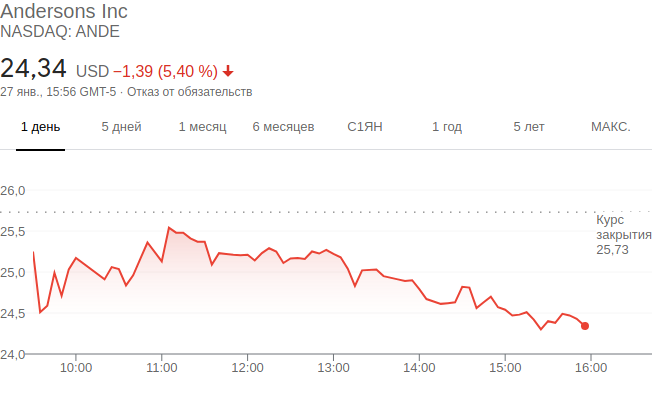 Andersons Inc
NASDAQ: ANDE
24,34 USD −1,39 (5,40 %)
27 янв., 15:56 GMT-5 · Отказ от обязательств
1 день 5 дней 1 месяц 6 месяцев С1ЯН 1 год 5 лет МАКС.
26,0
Курс
закрытия
25,73
25,5
25,0
24,5
24,0
10:00 11:00 12:00 13:00 14:00 15:00 16:00